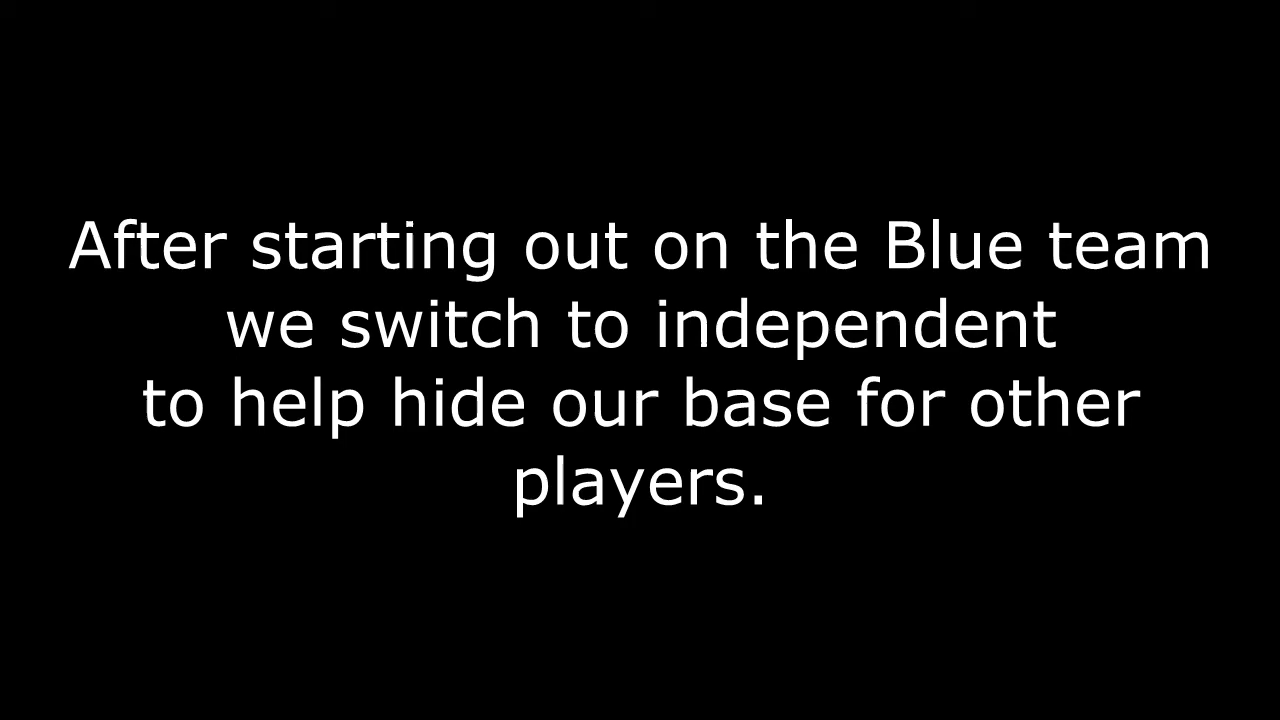 After starting out on the Blue team
we switch to independent
to help hide our base for other
players.